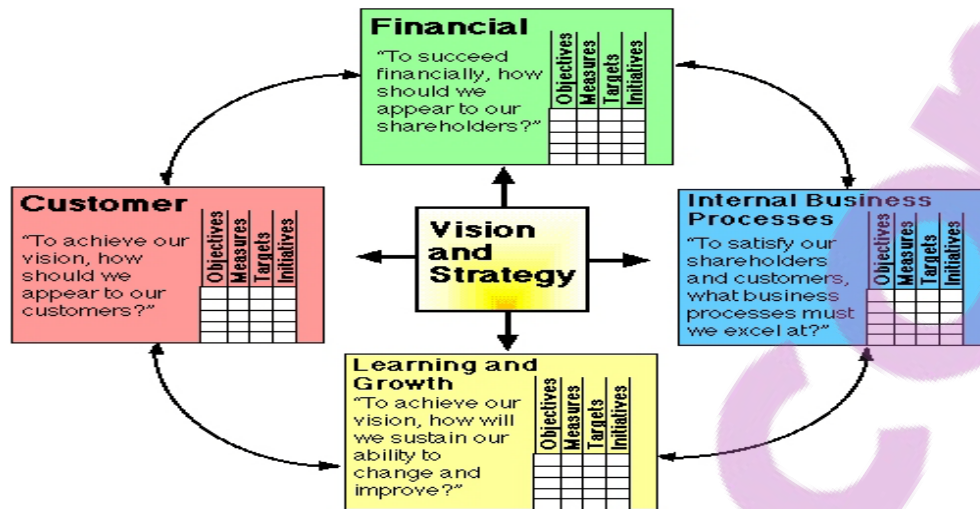 Financial
“To succeed
financially, how
should we
appear to our
shareholders?”
Objectives
Measures
Targets
Initiatives
Customer
“To achieve our
vision, how
should we
appear to our
customers?”
Objectives
Measures
Targets
Initiatives
Vision
and
Strategy
Internal Business
Processes
“To satisfy our
shareholders
and customers,
what business
processes must
we excel at?”
Objectives
Measures
Targets
Initiatives
Learning and
Growth
“To achieve our
vision, how will
we sustain our
ability to
change and
improve?”
Objectives
Measures
Targets
Initiatives